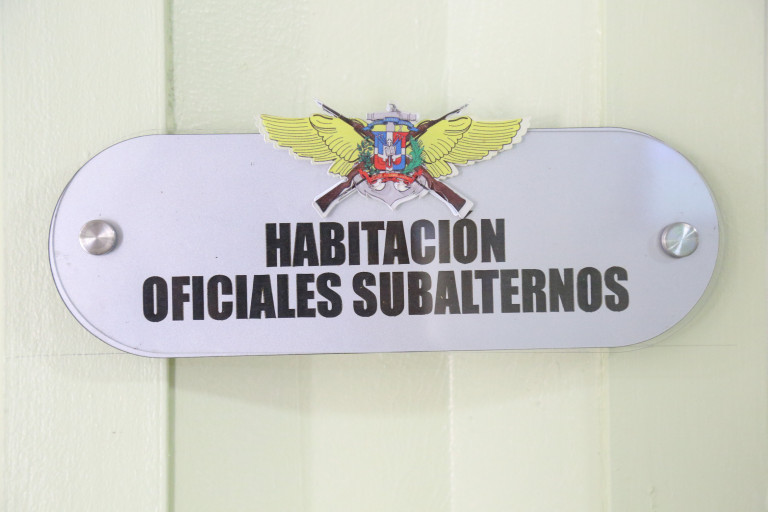 HABITACION
OFICIALES SUBALTERNOS